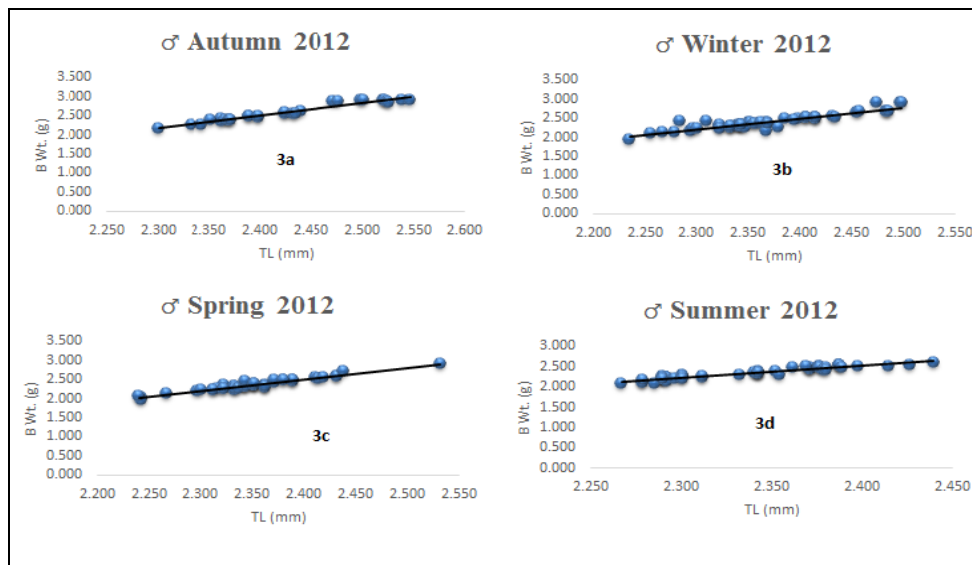 ♂ Autumn 2012
3.500
3.000
2.500
2.000
1.500
1.000
0.500
0.000
B Wt. (g)
3a
2.250 2.300 2.350 2.400 2.450 2.500 2.550 2.600
TL (mm)
♂ Winter 2012
3.500
3.000
2.500
2.000
1.500
1.000
0.500
0.000
B Wt. (g)
3b
2.200 2.250 2.300 2.350 2.400 2.450 2.500 2.550
TL (mm)
♂ Spring 2012
3.500
3.000
2.500
2.000
1.500
1.000
0.500
0.000
B Wt. (g)
3c
2.200 2.250 2.300 2.350 2.400 2.450 2.500 2.550
TL (mm)
♂ Summer 2012
3.000
2.500
2.000
1.500
1.000
0.500
0.000
B Wt. (g)
3d
2.250 2.300 2.350 2.400 2.450
TL (mm)